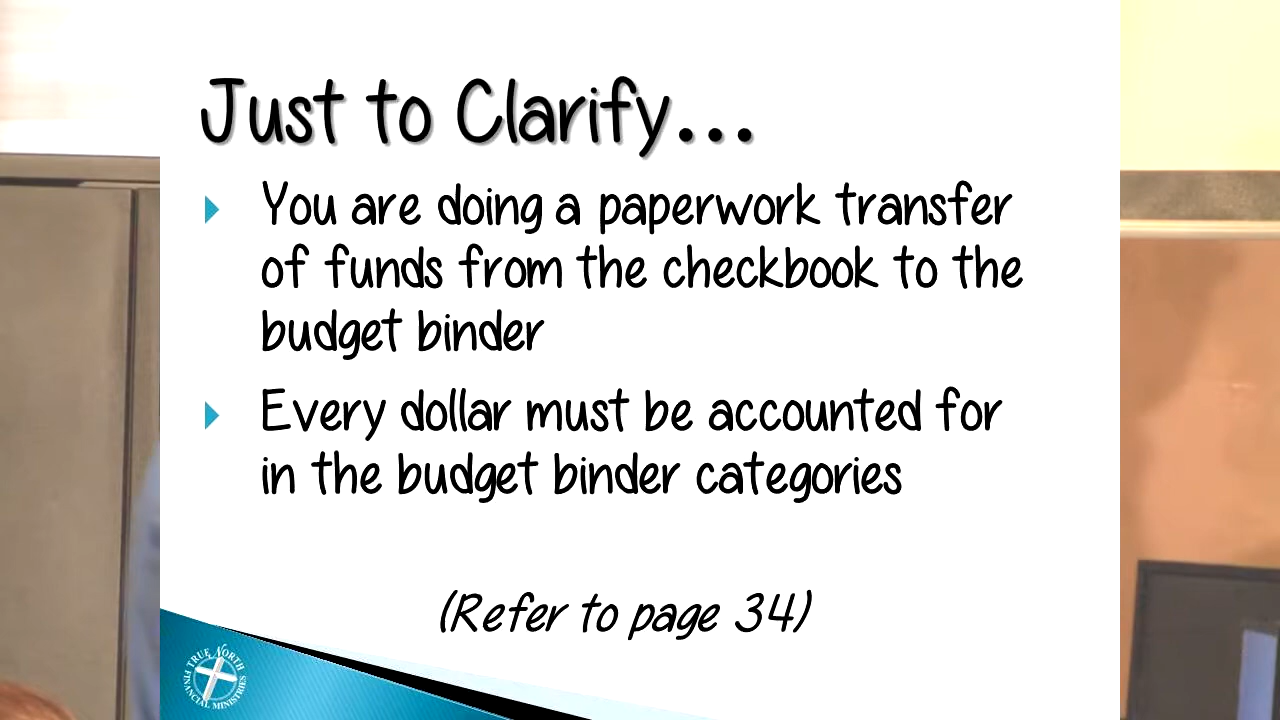 Just to Clarify...
You are doing a paperwork transfer
of funds from the checkbook to the
budget binder
Every dollar must be accounted for
in the budget binder categories
(Refer to page 34)
TRUE NORTH
FINANCIAL MINISTRIES